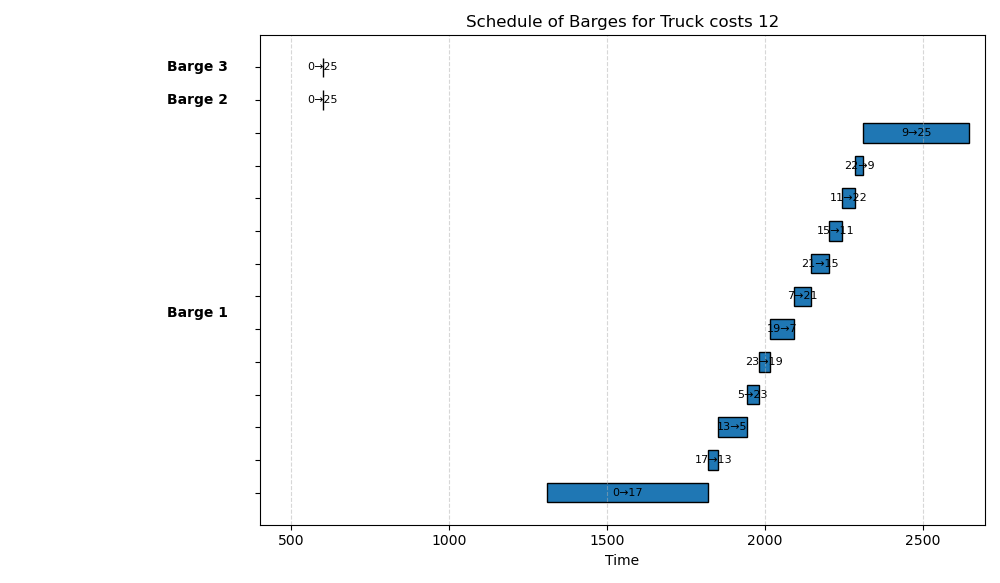 Schedule of Barges for Truck costs 12
Barge 3
0→25
Barge 2
0→25
9→25
22→9
11→22
15→11
21→15
7→21
Barge 1
19→7
23→19
5→23
13→5
17→13
0→17
500 1000 1500 2000 2500
Time